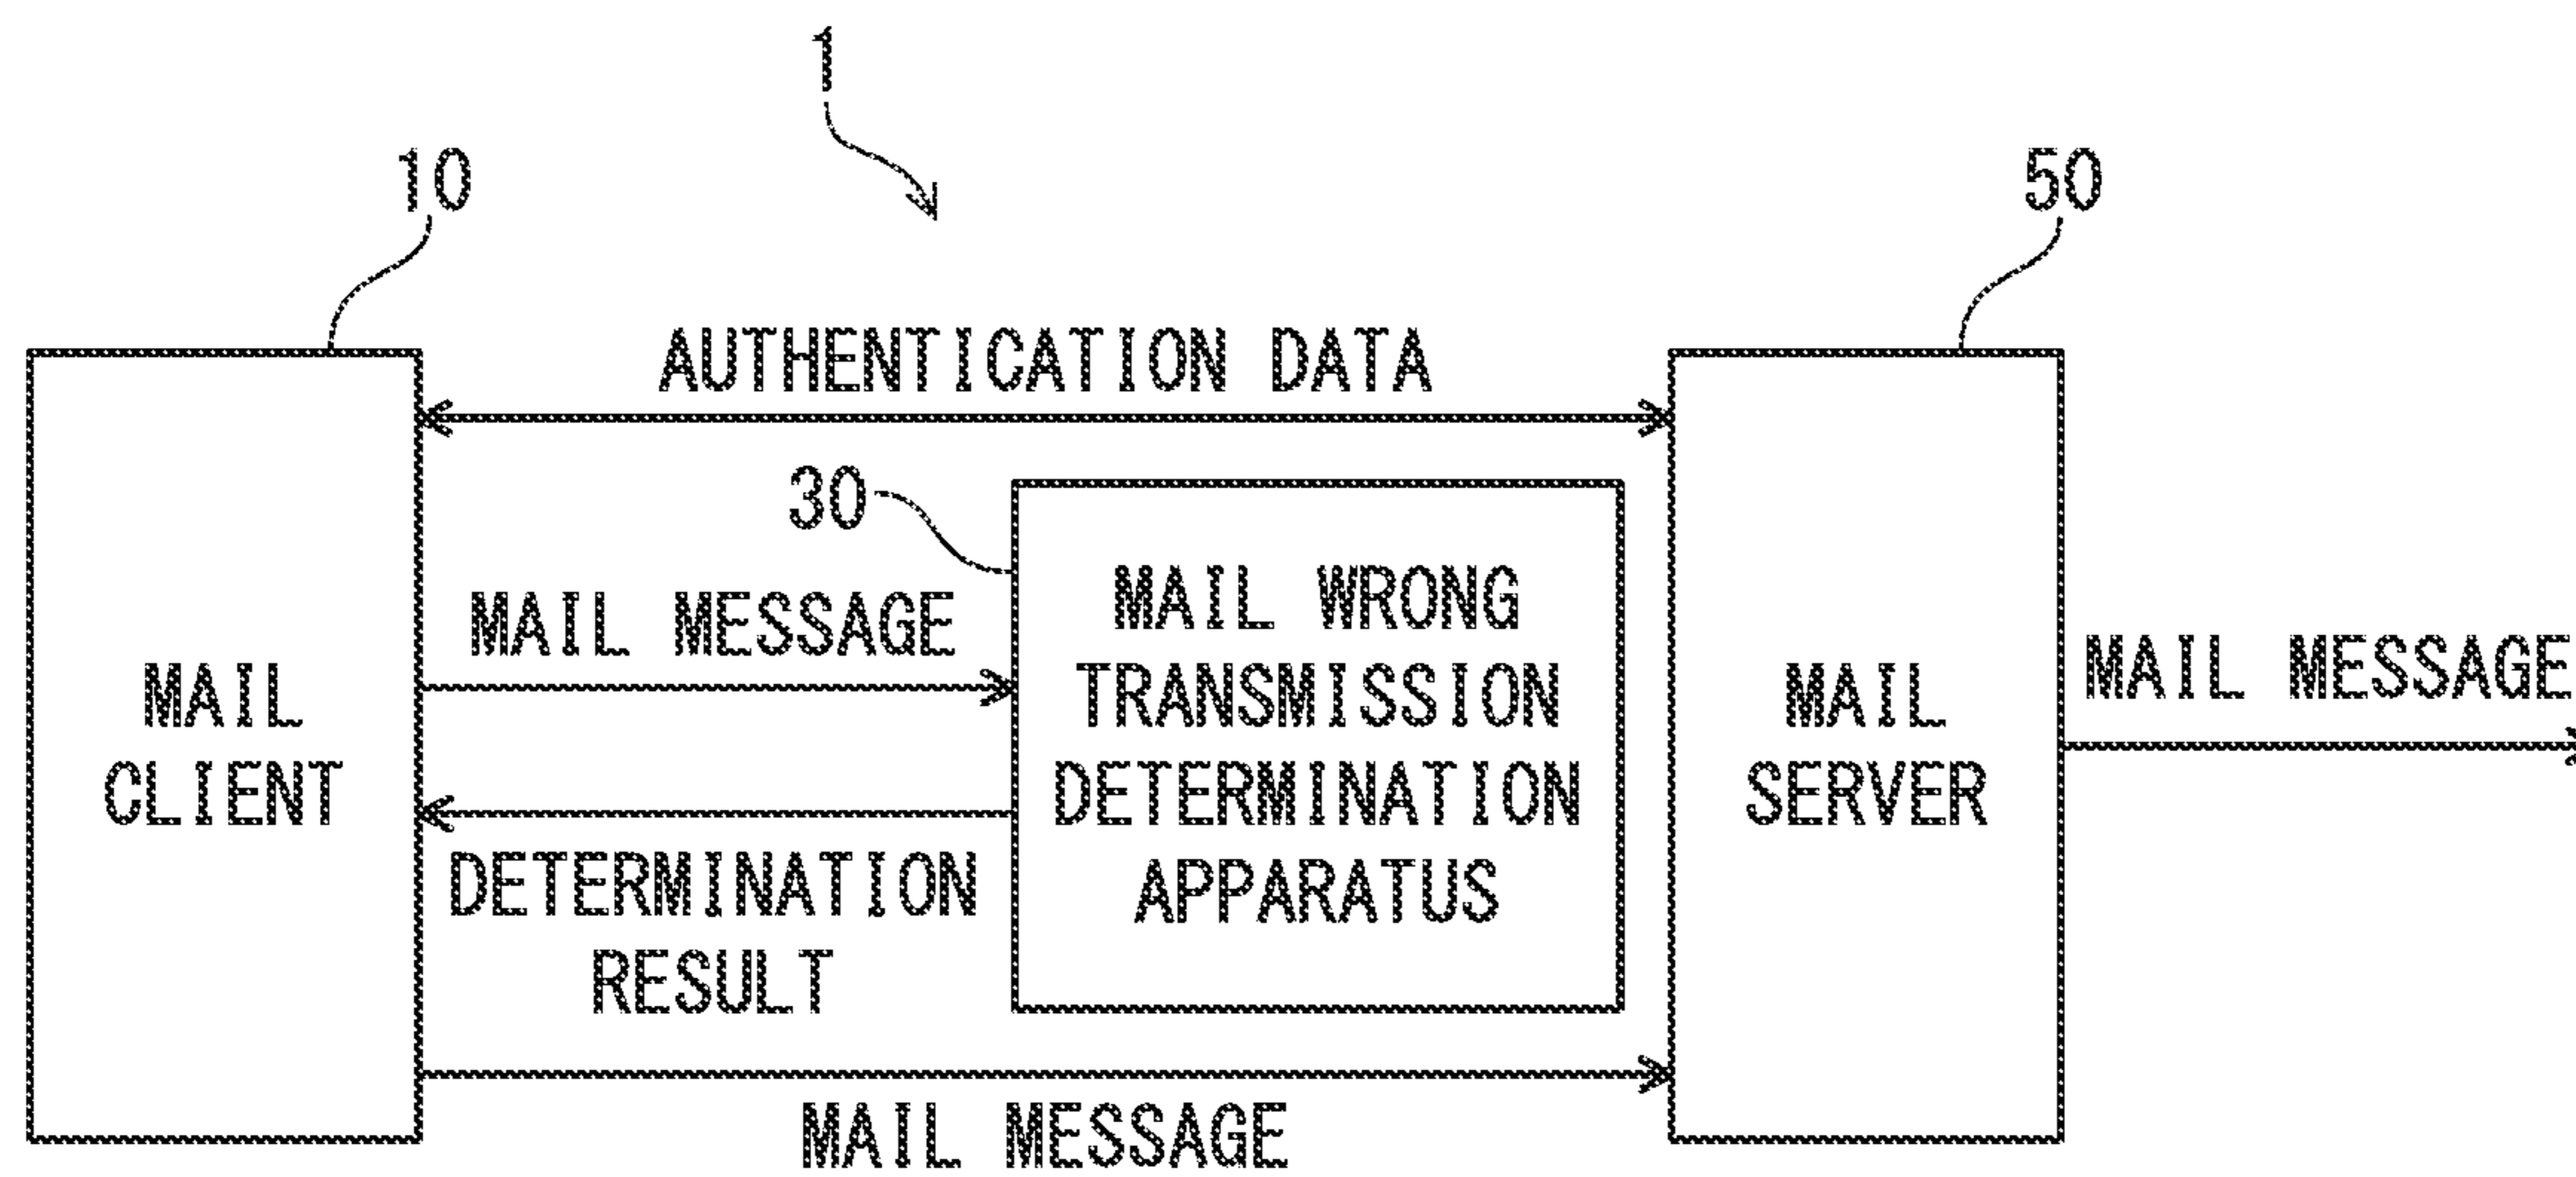 1
10
50
AUTHENTICATION DATA
30
MAIL MESSAGE
MAIL WRONG
TRANSMISSION
DETERMINATION
APPARATUS
MAIL
CLIENT
MAIL
SERVER
MAIL MESSAGE
DETERMINATION
RESULT
MAIL MESSAGE